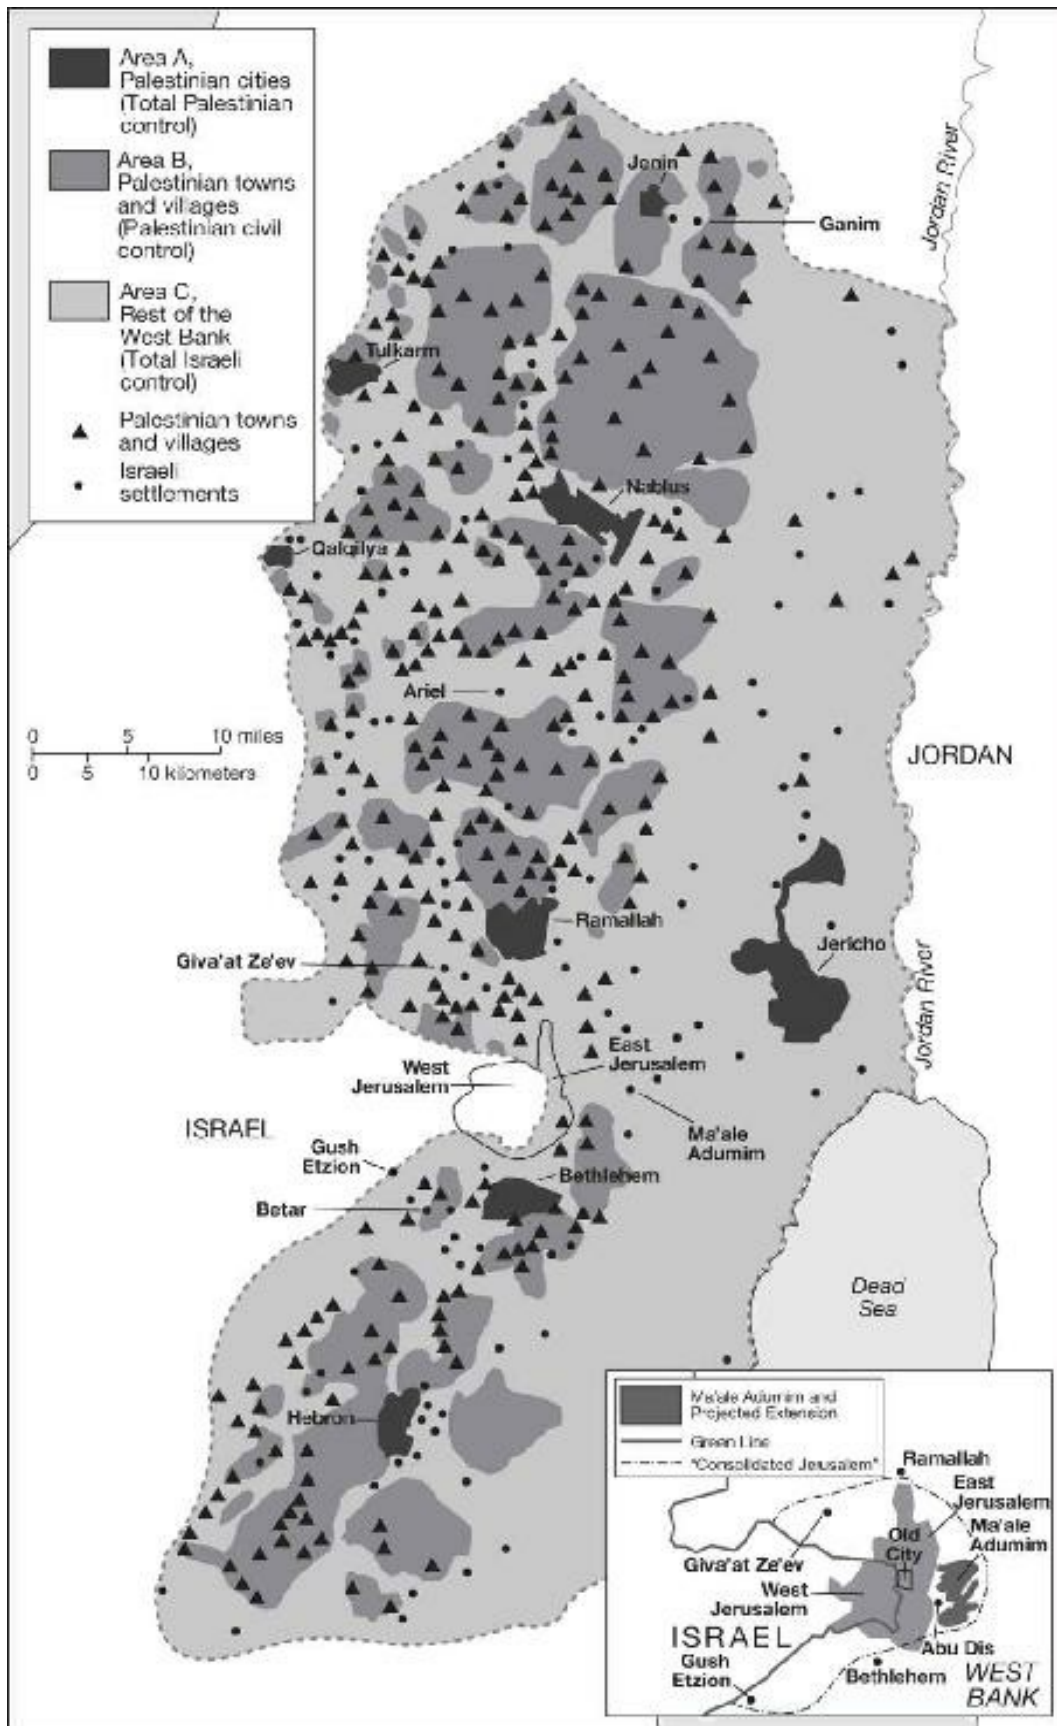 Area A,
Palestinian cities
(Total Palestinian
control)
Area B,
Palestinian towns
and villages
(Palestinian civil
control)
Area C,
Rest of the
West Bank
(Total Israeli
control)
Palestinian towns
and villages
Israeli
settlements
Jordan River
Jenin
Ganim
Tulkarm
Nablus
Qalqilya
Ariel
0 5 10 miles
0 5 10 kilometers
JORDAN
Ramallah
Jericho
Giva'at Ze'ev
Jordan River
East
Jerusalem
West
Jerusalem
ISRAEL
Ma'ale
Adumim
Gush
Etzion
Bethlehem
Betar
Dead
Sea
Hebron
Ma'ale Adumim and
Projected Extension
Green Line
"Consolidated Jerusalem"
Ramallah
East
Jerusalem
Ma'ale
Adumim
Old
City
Giva'at Ze'ev
West
Jerusalem
ISRAEL
Abu Dis
Gush
Etzion
Bethlehem
WEST
BANK